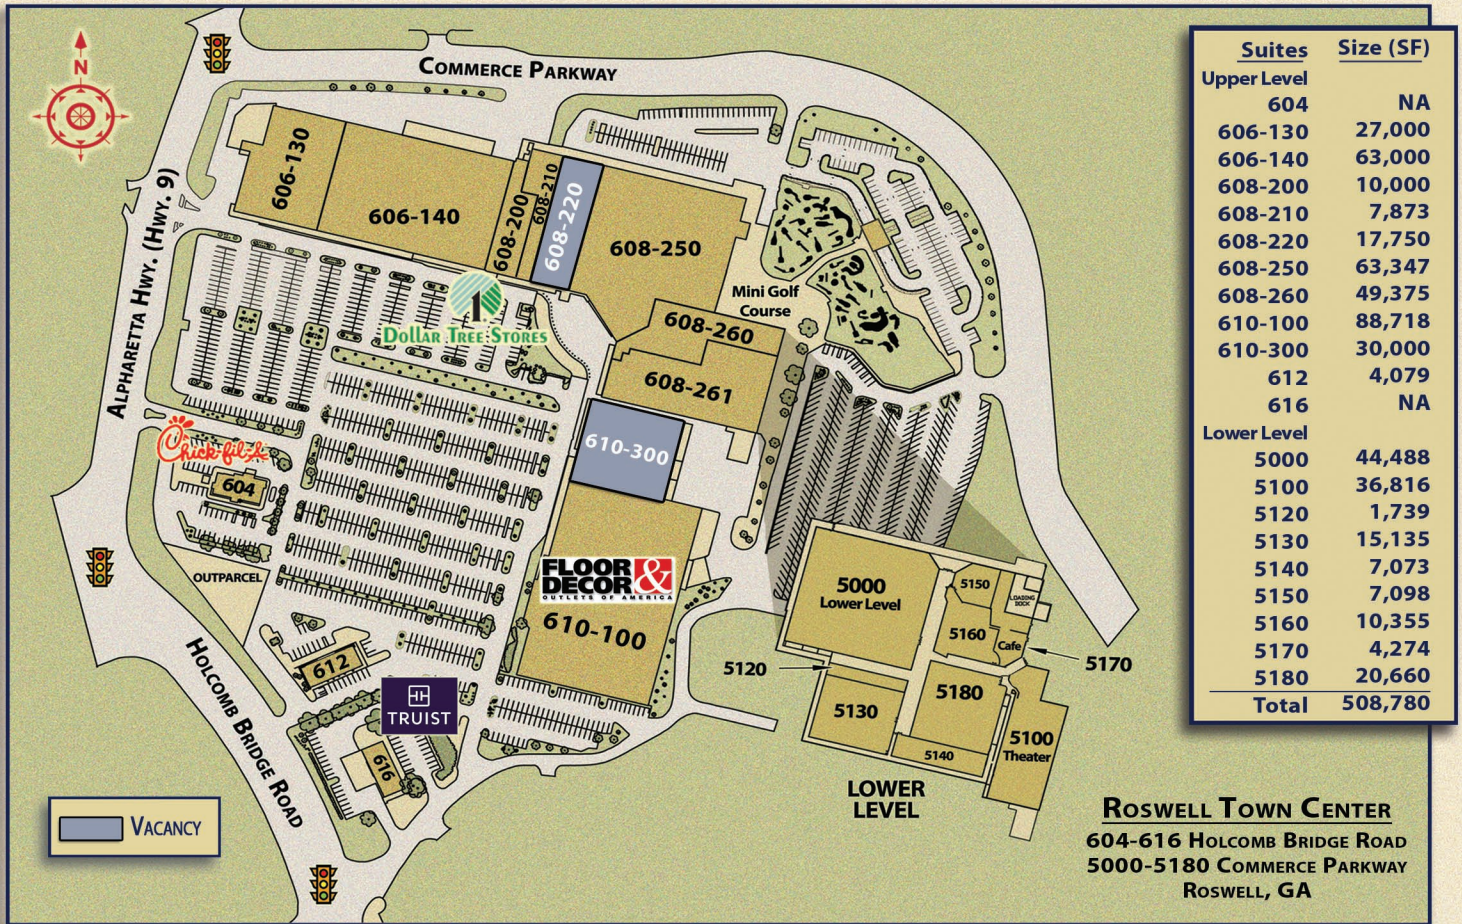 N
COMMERCE PARKWAY
ALPHARETTA HWY. (HWY. 9)
606-130
606-140
608-200
608-210
608-220
608-250
608-260
608-261
Mini Golf
Course
1
DOLLAR TREE STORES
Chick-fil-A
604
OUTPARCEL
610-300
FLOOR &
DECOR
OUTLETS OF AMERICA
610-100
612
TRUIST
616
HOLCOMB BRIDGE ROAD
5000
Lower Level
5150
LOADING
DOCK
5160
Cafe
5170
5120
5130
5180
5140
5100
Theater
LOWER
LEVEL
VACANCY
Suites Size (SF)
Upper Level
604 NA
606-130 27,000
606-140 63,000
608-200 10,000
608-210 7,873
608-220 17,750
608-250 63,347
608-260 49,375
610-100 88,718
610-300 30,000
612 4,079
616 NA
Lower Level
5000 44,488
5100 36,816
5120 1,739
5130 15,135
5140 7,073
5150 7,098
5160 10,355
5170 4,274
5180 20,660
Total 508,780
ROSWELL TOWN CENTER
604-616 HOLCOMB BRIDGE ROAD
5000-5180 COMMERCE PARKWAY
ROSWELL, GA